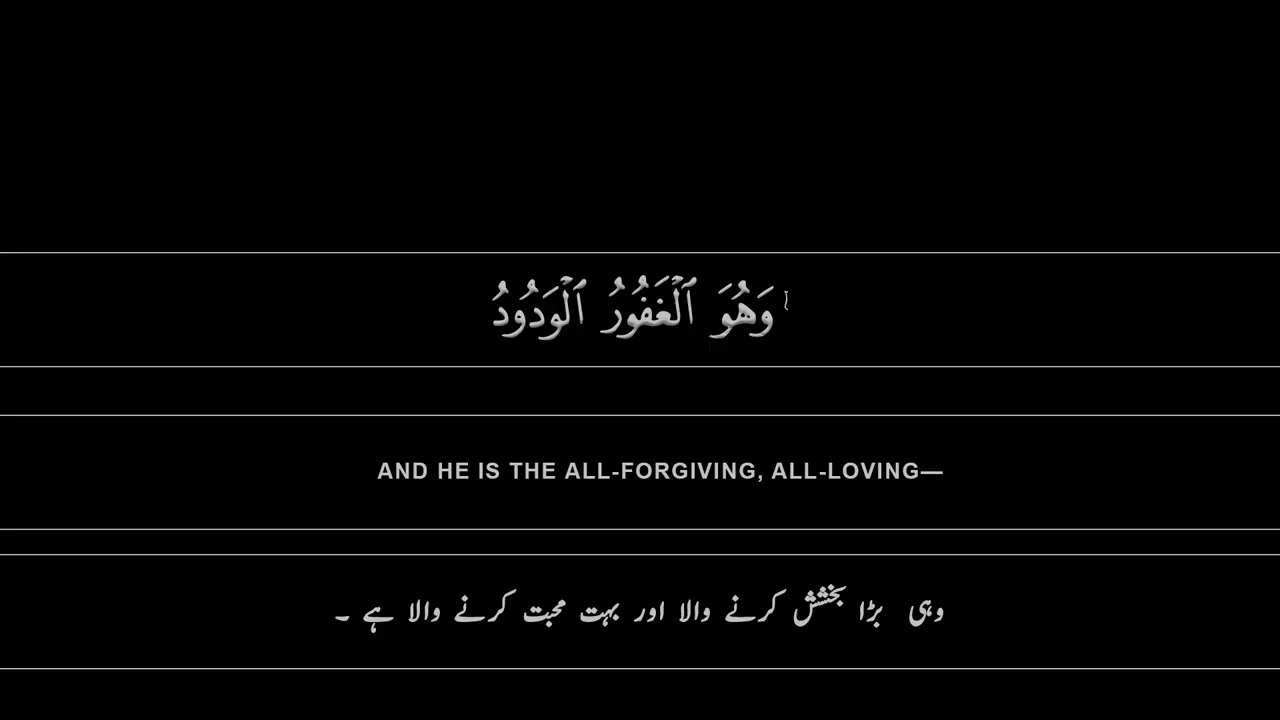 وَهُوَ ٱلْغَفُورُ ٱلْوَدُودُ
AND HE IS THE ALL-FORGIVING, ALL-LOVING—
وہی بڑا بخشش کرنے والا اور بہت محبت کرنے والا ہے ۔